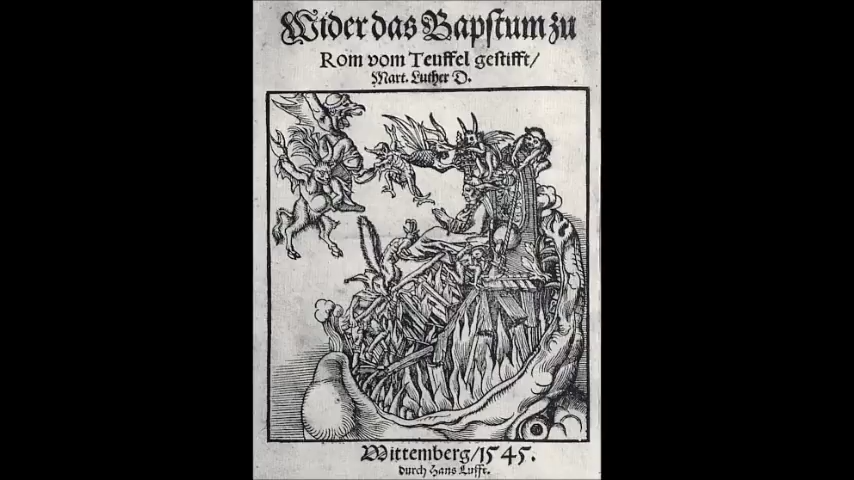 Wider das Bapstum zu
Rom vom Teuffel gestifft/
Mart. Luther D.
Wittemberg/1545.
durch Hans Lufft.